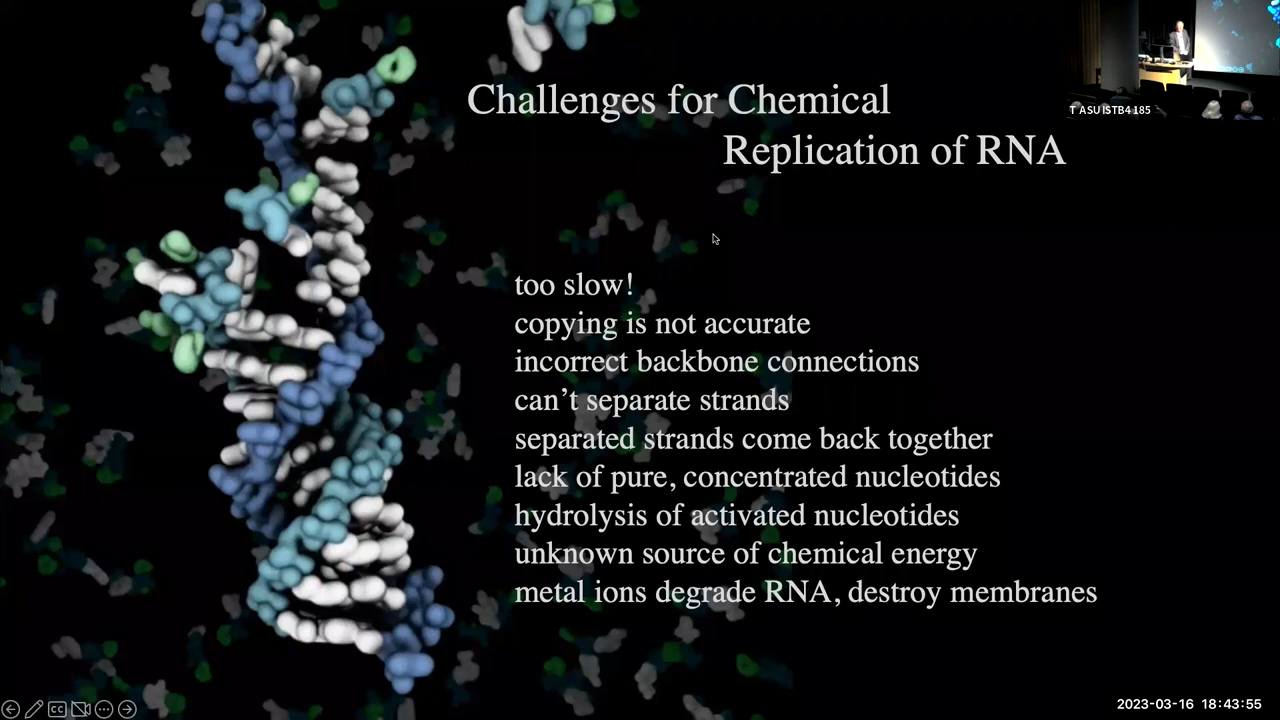 Challenges for Chemical
Replication of RNA
T ASU ISTB4 185
too slow!
copying is not accurate
incorrect backbone connections
can’t separate strands
separated strands come back together
lack of pure, concentrated nucleotides
hydrolysis of activated nucleotides
unknown source of chemical energy
metal ions degrade RNA, destroy membranes
CC
2023-03-16 18:43:55